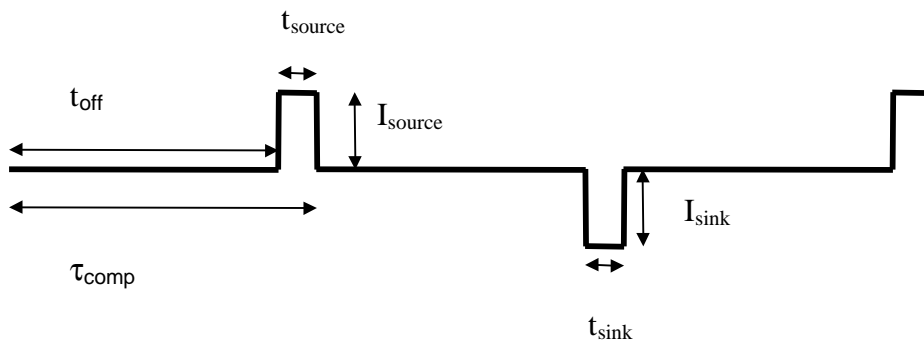 t_source
t_off
I_source
I_sink
τ_comp
t_sink